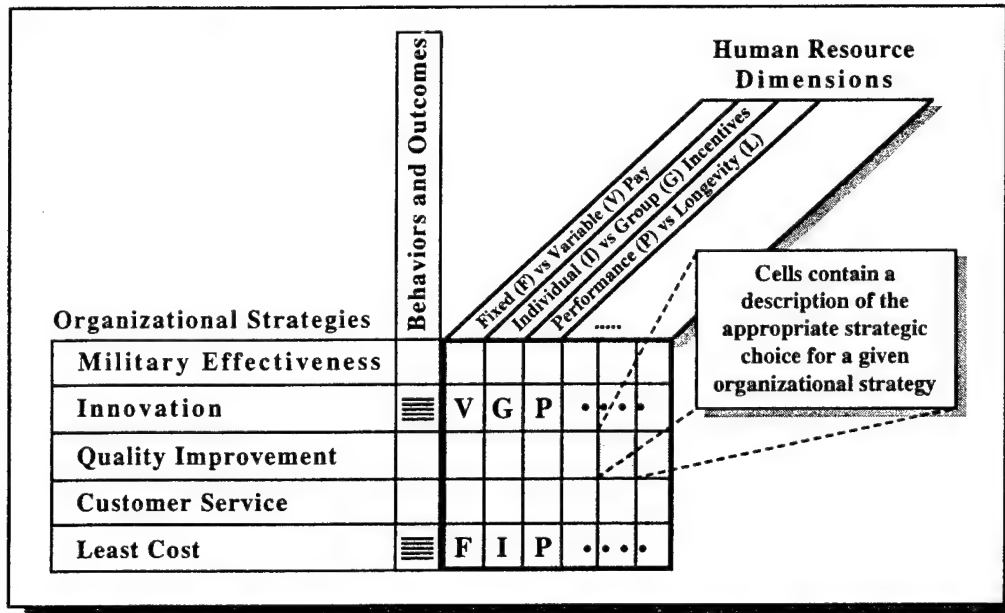 Human Resource
Dimensions
Behaviors and Outcomes
Fixed (F) vs Variable (V) Pay
Individual (I) vs Group (G) Incentives
Performance (P) vs Longevity (L)
.....
Cells contain a
description of the
appropriate strategic
choice for a given
organizational strategy
Organizational Strategies
Military Effectiveness
Innovation V G P • • • •
Quality Improvement
Customer Service
Least Cost F I P • • • •